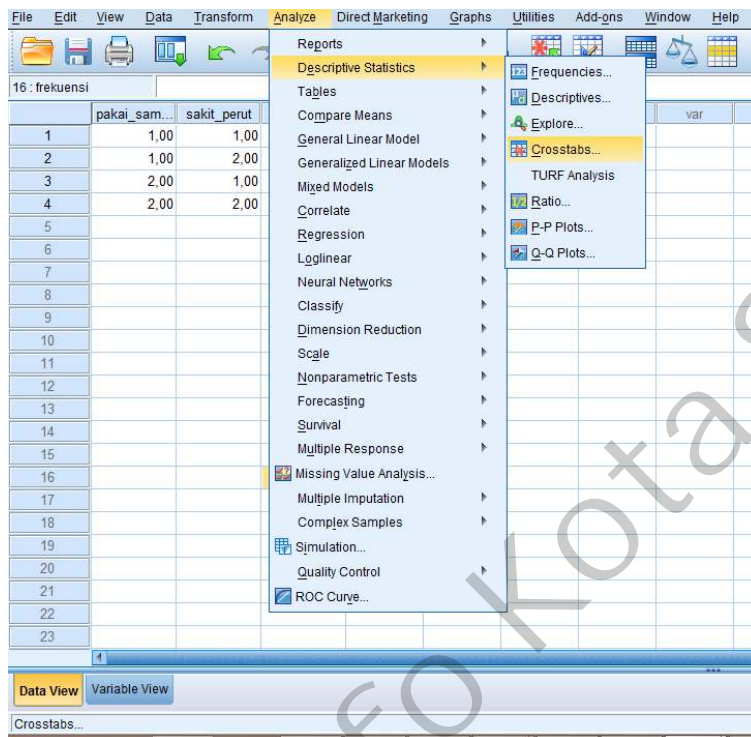 File Edit View Data Transform Analyze Direct Marketing Graphs Utilities Add-ons Window Help
16 : frekuensi
pakai_sam... sakit_perut var
1 1,00 1,00
2 1,00 2,00
3 2,00 1,00
4 2,00 2,00
5
6
7
8
9
10
11
12
13
14
15
16
17
18
19
20
21
22
23
Reports
Descriptive Statistics
Tables
Compare Means
General Linear Model
Generalized Linear Models
Mixed Models
Correlate
Regression
Loglinear
Neural Networks
Classify
Dimension Reduction
Scale
Nonparametric Tests
Forecasting
Survival
Multiple Response
Missing Value Analysis...
Multiple Imputation
Complex Samples
Simulation...
Quality Control
ROC Curve...
Frequencies...
Descriptives...
Explore...
Crosstabs...
TURF Analysis
Ratio...
P-P Plots...
Q-Q Plots...
Data View Variable View
Crosstabs...
fo Kota